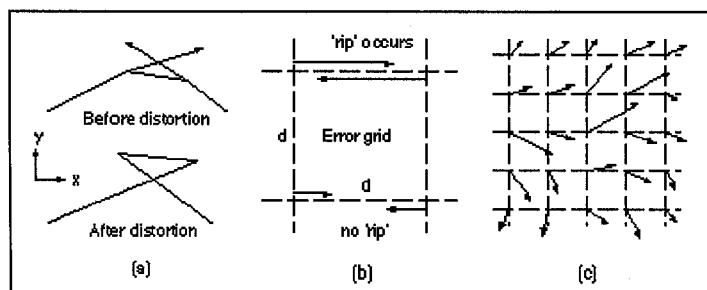 'rip' occurs
Before distortion
Y
X
d
Error grid
d
After distortion
no 'rip'
(a)
(b)
(c)